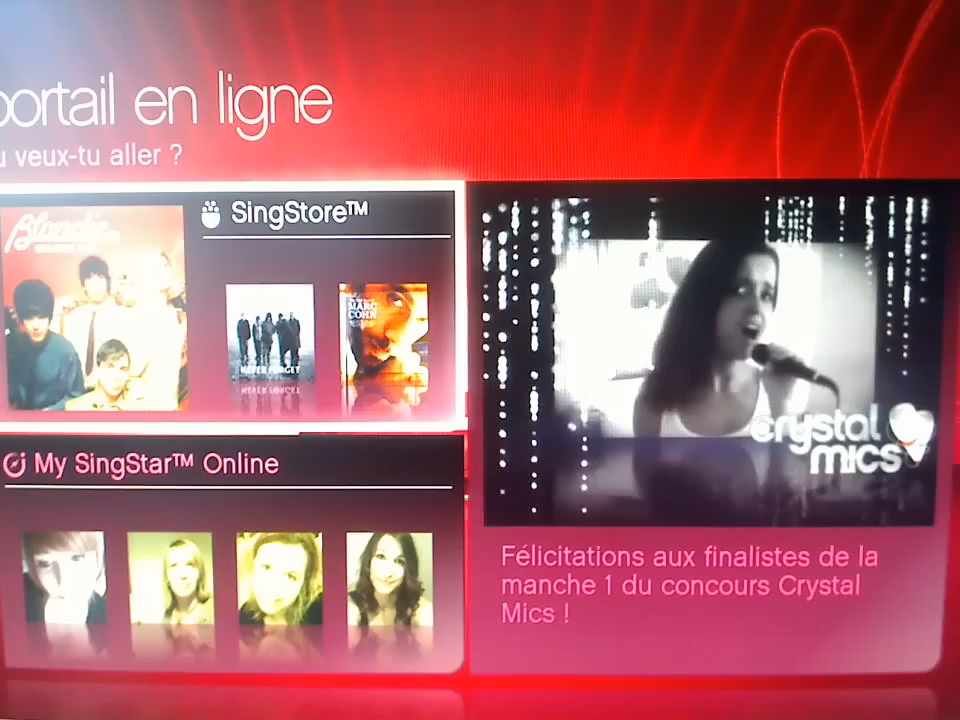 portail en ligne
u veux-tu aller ?
SingStore™
Blondie
MARC
COHN
NEVER FORGET
My SingStar™ Online
crystal
mics
Félicitations aux finalistes de la
manche 1 du concours Crystal
Mics !